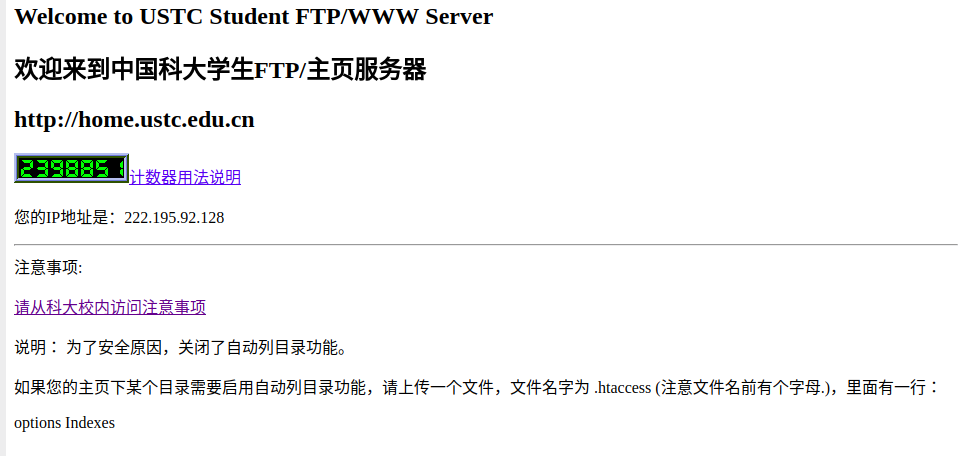 Welcome to USTC Student FTP/WWW Server
欢迎来到中国科大学生FTP/主页服务器
http://home.ustc.edu.cn
2398851计数器用法说明
您的IP地址是：222.195.92.128
注意事项:
请从科大校内访问注意事项
说明 ：为了安全原因，关闭了自动列目录功能。
如果您的主页下某个目录需要启用自动列目录功能，请上传一个文件，文件名字为 .htaccess (注意文件名前有个字母.)，里面有一行：
options Indexes